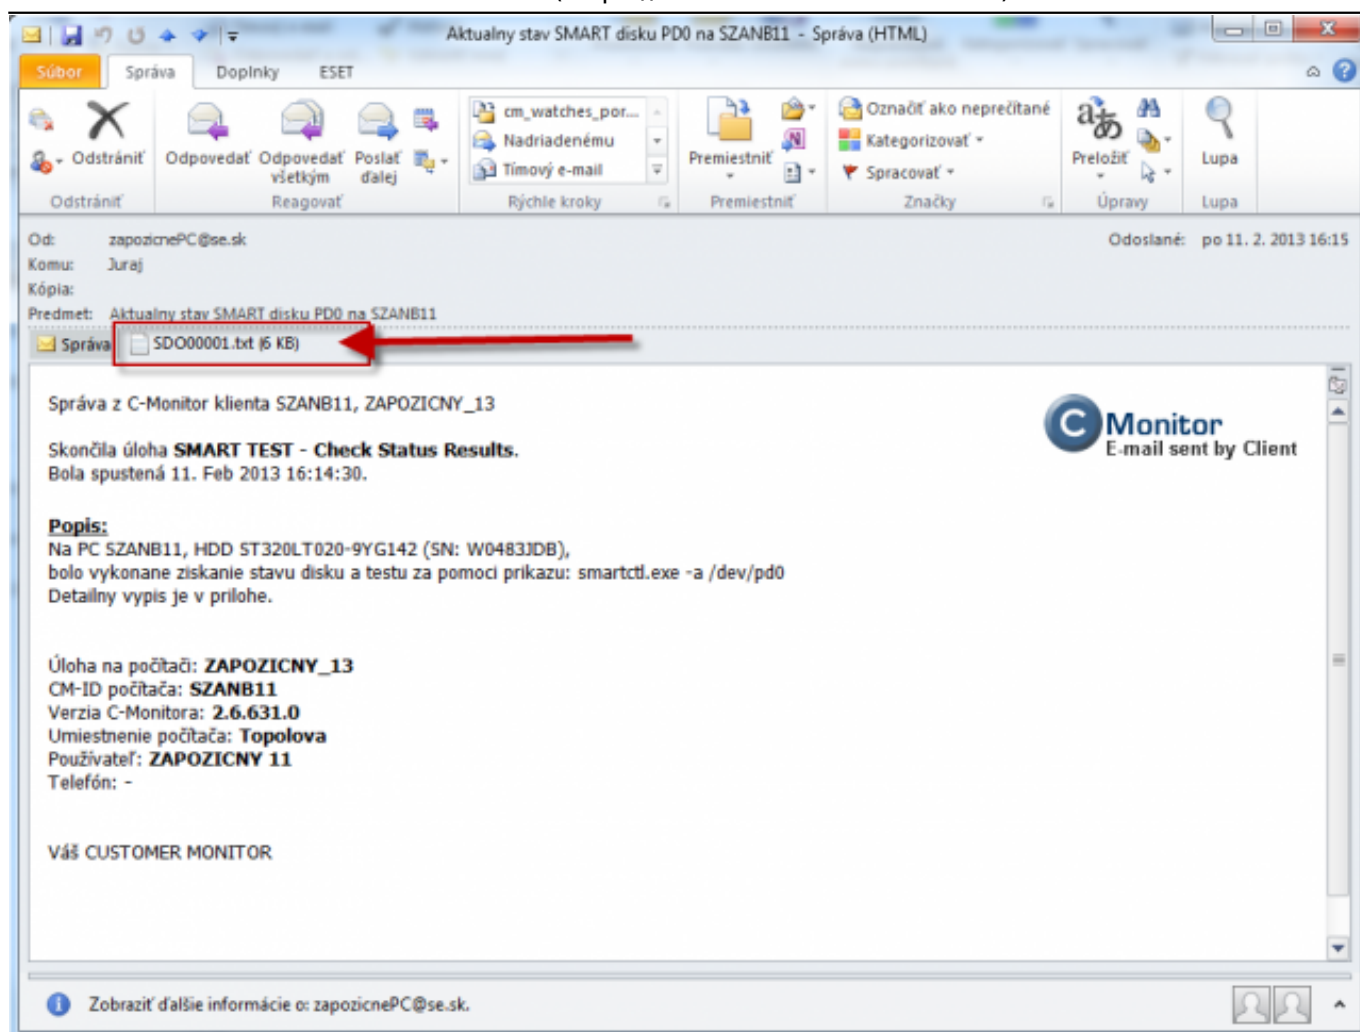 Aktualny stav SMART disku PD0 na SZANB11 - Správa (HTML)
Súbor Správa Doplnky ESET
Odstrániť
Odpovedať Odpovedať všetkým Poslať ďalej
cm_watches_por...
Nadriadenému
Tímový e-mail
Premiestniť
Označiť ako neprečítané
Kategorizovať
Spracovať
Preložiť
Lupa
Odstrániť Reagovať Rýchle kroky Premiestniť Značky Úpravy Lupa
Od: zapozicnePC@se.sk Odoslané: po 11. 2. 2013 16:15
Komu: Juraj
Kópia:
Predmet: Aktualny stav SMART disku PD0 na SZANB11
Správa SDO00001.txt (6 KB)
Správa z C-Monitor klienta SZANB11, ZAPOZICNY_13
C Monitor
E-mail sent by Client
Skončila úloha SMART TEST - Check Status Results.
Bola spustená 11. Feb 2013 16:14:30.
Popis:
Na PC SZANB11, HDD ST320LT020-9YG142 (SN: W0483JDB),
bolo vykonane ziskanie stavu disku a testu za pomoci prikazu: smartctl.exe -a /dev/pd0
Detailny vypis je v prilohe.
Úloha na počítači: ZAPOZICNY_13
CM-ID počítača: SZANB11
Verzia C-Monitora: 2.6.631.0
Umiestnenie počítača: Topolova
Používateľ: ZAPOZICNY 11
Telefón: -
Váš CUSTOMER MONITOR
Zobraziť ďalšie informácie o: zapozicnePC@se.sk.